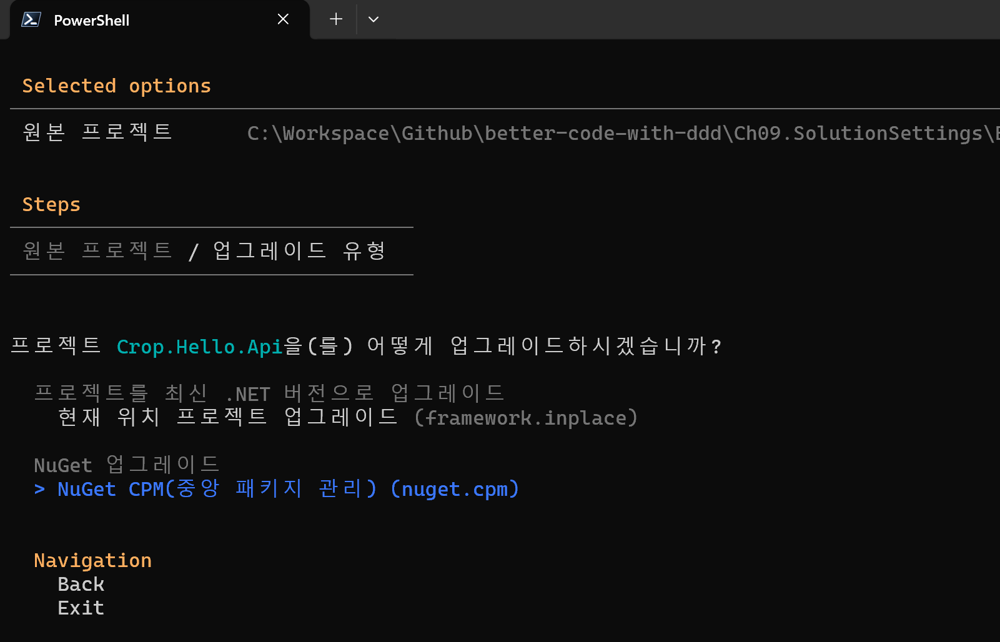 PowerShell
Selected options
원본 프로젝트 C:\Workspace\Github\better-code-with-ddd\Ch09.SolutionSettings\
Steps
원본 프로젝트 / 업그레이드 유형
프로젝트 Crop.Hello.Api을(를) 어떻게 업그레이드하시겠습니까?
프로젝트를 최신 .NET 버전으로 업그레이드
현재 위치 프로젝트 업그레이드 (framework.inplace)
NuGet 업그레이드
> NuGet CPM(중앙 패키지 관리) (nuget.cpm)
Navigation
Back
Exit